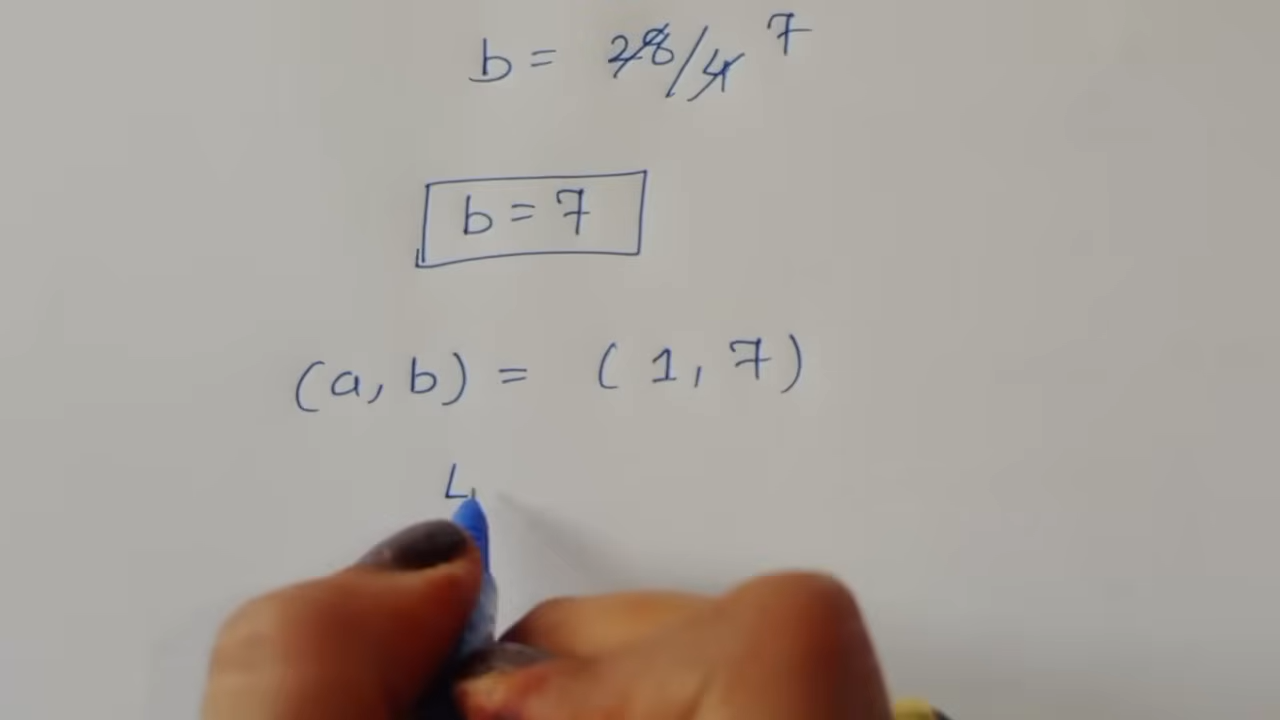 b = 28/4 7
b = 7
(a, b) = (1, 7)
L